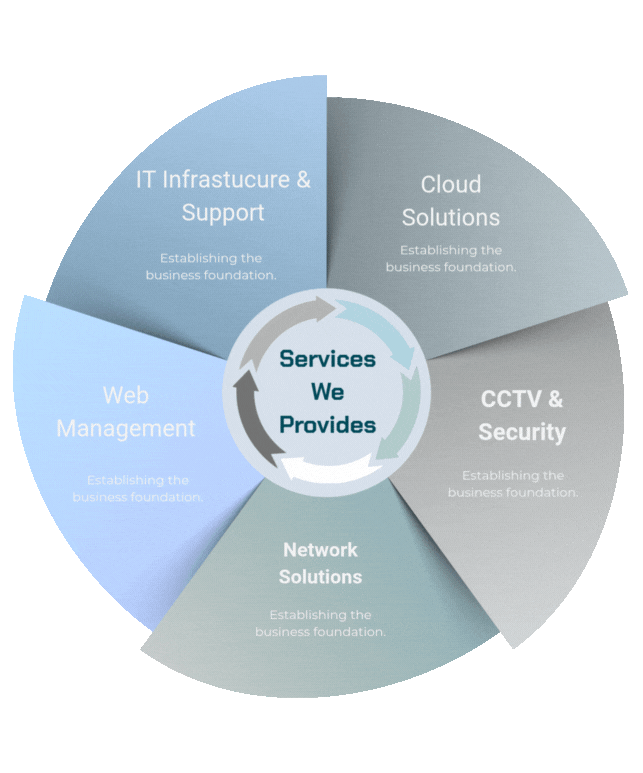 IT Infrastucure &
Support
Establishing the
business foundation.
Cloud
Solutions
Establishing the
business foundation.
Services
We
Provides
Web
Management
Establishing the
business foundation.
CCTV &
Security
Establishing the
business foundation.
Network
Solutions
Establishing the
business foundation.